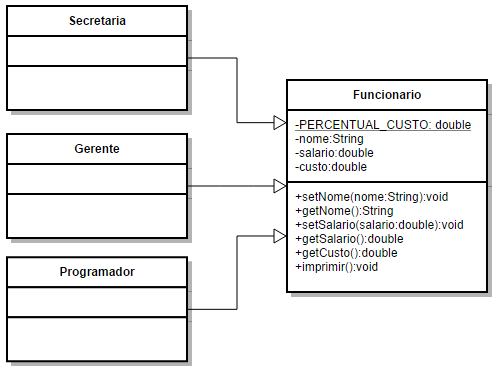 Secretaria
Gerente
Programador
Funcionario
-PERCENTUAL_CUSTO: double
-nome:String
-salario:double
-custo:double
+setNome(nome:String):void
+getNome():String
+setSalario(salario:double):void
+getSalario():double
+getCusto():double
+imprimir():void